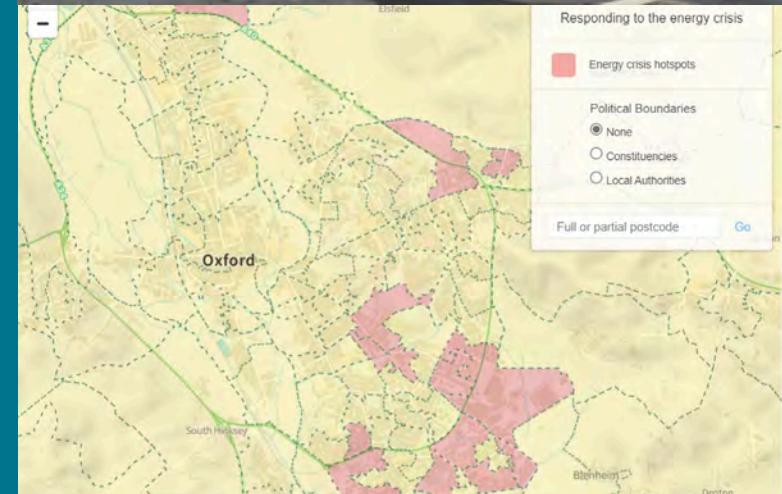 −
Elsfield
Responding to the energy crisis
Energy crisis hotspots
Political Boundaries
None
Constituencies
Local Authorities
Full or partial postcode Go
Oxford
South Hinksey
Blenheim
Denton